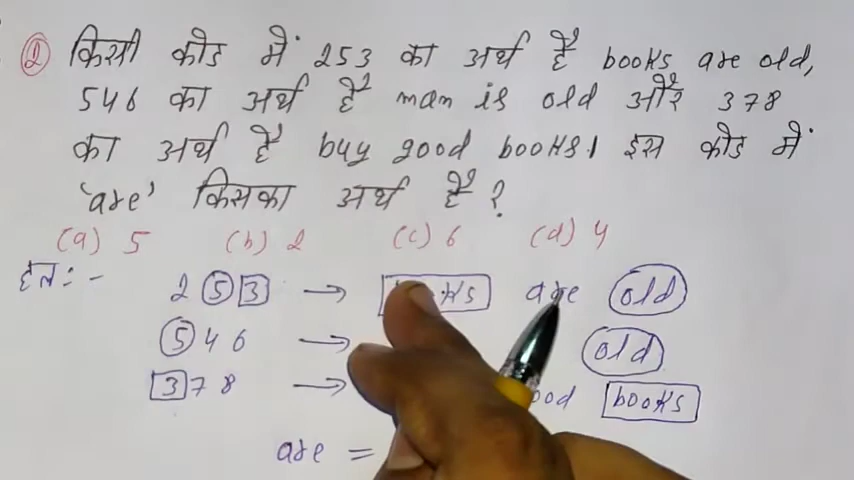 ② किसी कोड में 253 का अर्थ है books are old,
546 का अर्थ है man is old और 378
का अर्थ है buy good books। इस कोड में
'are' किसका अर्थ है?
(a) 5 (b) 2 (c) 6 (d) 4
हल:-
2 5 3 → are old
5 4 6 → old
3 7 8 → books
are =